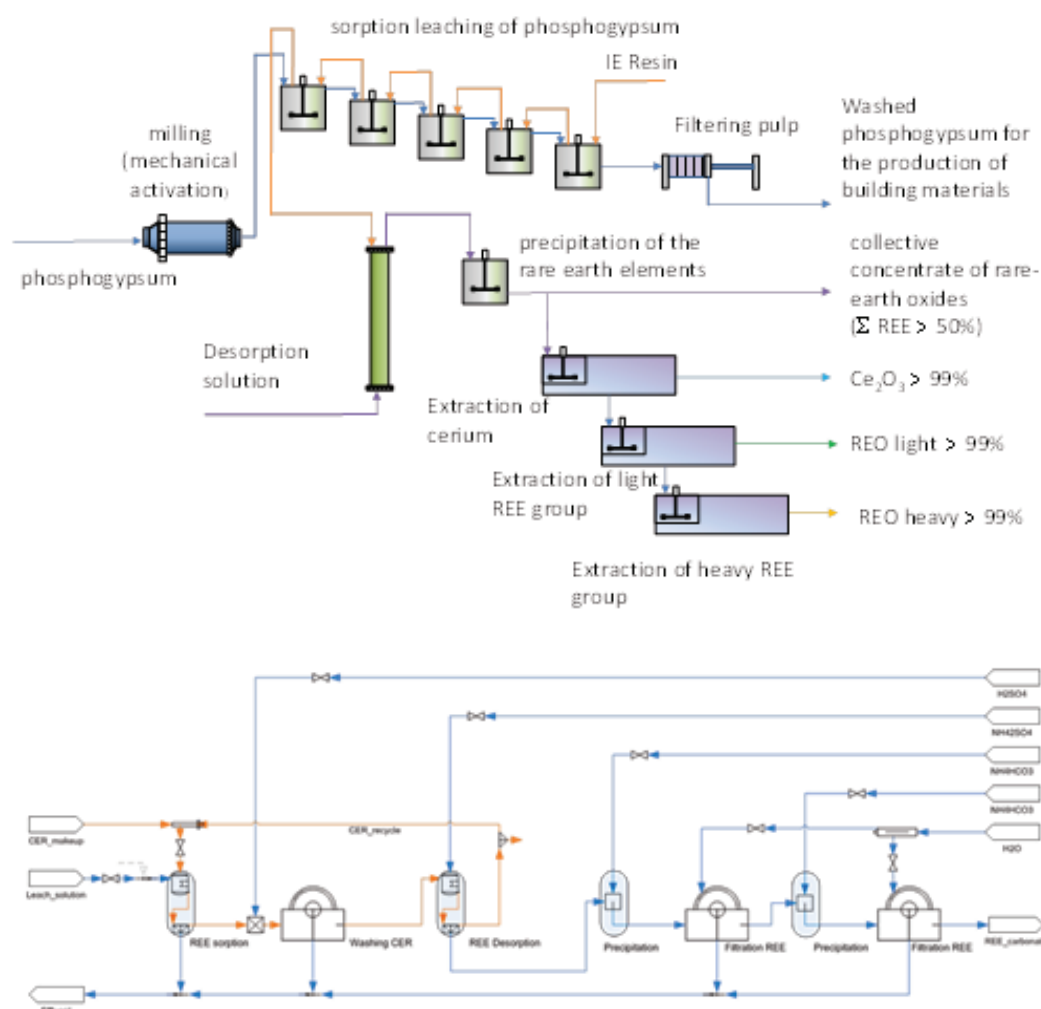 sorption leaching of phosphogypsum
IE Resin
milling
(mechanical
activation)
Filtering pulp
Washed
phosphogypsum for
the production of
building materials
phosphogypsum
precipitation of the
rare earth elements
collective
concentrate of rare-
earth oxides
(Σ REE > 50%)
Desorption
solution
Ce₂O₃ > 99%
Extraction of
cerium
REO light > 99%
Extraction of light
REE group
REO heavy > 99%
Extraction of heavy REE
group
H2SO4
NH42SO4
NH4HCO3
NH4HCO3
CER_makeup
CER_recycle
H2O
Leach_solution
REE sorption
Washing CER
REE Desorption
Precipitation
Filtration REE
Precipitation
Filtration REE
REE_carbonat